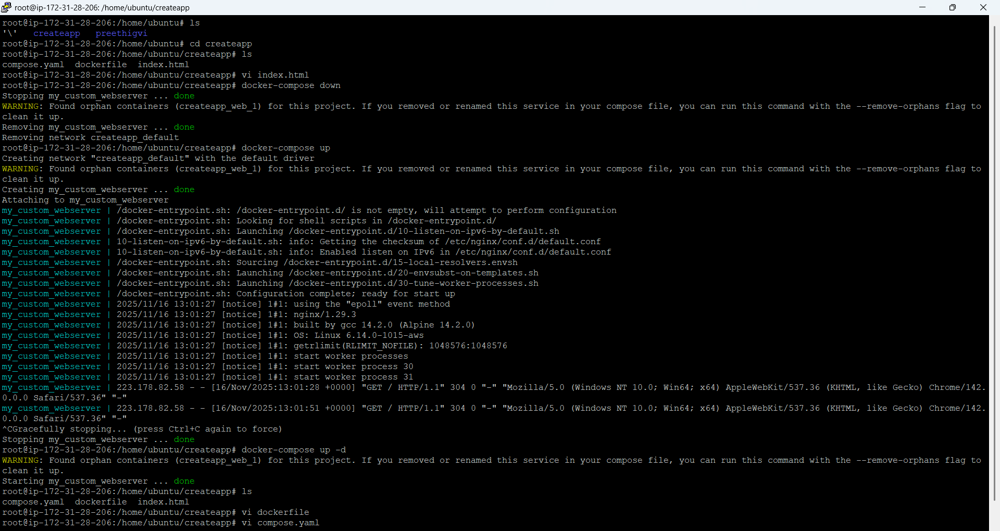 root@ip-172-31-28-206: /home/ubuntu/createapp
root@ip-172-31-28-206:/home/ubuntu# ls
'\'   createapp   preethigvi
root@ip-172-31-28-206:/home/ubuntu# cd createapp
root@ip-172-31-28-206:/home/ubuntu/createapp# ls
compose.yaml  dockerfile  index.html
root@ip-172-31-28-206:/home/ubuntu/createapp# vi index.html
root@ip-172-31-28-206:/home/ubuntu/createapp# docker-compose down
Stopping my_custom_webserver ... done
WARNING: Found orphan containers (createapp_web_1) for this project. If you removed or renamed this service in your compose file, you can run this command with the --remove-orphans flag to
clean it up.
Removing my_custom_webserver ... done
Removing network createapp_default
root@ip-172-31-28-206:/home/ubuntu/createapp# docker-compose up
Creating network "createapp_default" with the default driver
WARNING: Found orphan containers (createapp_web_1) for this project. If you removed or renamed this service in your compose file, you can run this command with the --remove-orphans flag to
clean it up.
Creating my_custom_webserver ... done
Attaching to my_custom_webserver
my_custom_webserver | /docker-entrypoint.sh: /docker-entrypoint.d/ is not empty, will attempt to perform configuration
my_custom_webserver | /docker-entrypoint.sh: Looking for shell scripts in /docker-entrypoint.d/
my_custom_webserver | /docker-entrypoint.sh: Launching /docker-entrypoint.d/10-listen-on-ipv6-by-default.sh
my_custom_webserver | 10-listen-on-ipv6-by-default.sh: info: Getting the checksum of /etc/nginx/conf.d/default.conf
my_custom_webserver | 10-listen-on-ipv6-by-default.sh: info: Enabled listen on IPv6 in /etc/nginx/conf.d/default.conf
my_custom_webserver | /docker-entrypoint.sh: Sourcing /docker-entrypoint.d/15-local-resolvers.envsh
my_custom_webserver | /docker-entrypoint.sh: Launching /docker-entrypoint.d/20-envsubst-on-templates.sh
my_custom_webserver | /docker-entrypoint.sh: Launching /docker-entrypoint.d/30-tune-worker-processes.sh
my_custom_webserver | /docker-entrypoint.sh: Configuration complete; ready for start up
my_custom_webserver | 2025/11/16 13:01:27 [notice] 1#1: using the "epoll" event method
my_custom_webserver | 2025/11/16 13:01:27 [notice] 1#1: nginx/1.29.3
my_custom_webserver | 2025/11/16 13:01:27 [notice] 1#1: built by gcc 14.2.0 (Alpine 14.2.0)
my_custom_webserver | 2025/11/16 13:01:27 [notice] 1#1: OS: Linux 6.14.0-1015-aws
my_custom_webserver | 2025/11/16 13:01:27 [notice] 1#1: getrlimit(RLIMIT_NOFILE): 1048576:1048576
my_custom_webserver | 2025/11/16 13:01:27 [notice] 1#1: start worker processes
my_custom_webserver | 2025/11/16 13:01:27 [notice] 1#1: start worker process 30
my_custom_webserver | 2025/11/16 13:01:27 [notice] 1#1: start worker process 31
my_custom_webserver | 223.178.82.58 - - [16/Nov/2025:13:01:28 +0000] "GET / HTTP/1.1" 304 0 "-" "Mozilla/5.0 (Windows NT 10.0; Win64; x64) AppleWebKit/537.36 (KHTML, like Gecko) Chrome/142.
0.0.0 Safari/537.36" "-"
my_custom_webserver | 223.178.82.58 - - [16/Nov/2025:13:01:51 +0000] "GET / HTTP/1.1" 304 0 "-" "Mozilla/5.0 (Windows NT 10.0; Win64; x64) AppleWebKit/537.36 (KHTML, like Gecko) Chrome/142.
0.0.0 Safari/537.36" "-"
^CGracefully stopping... (press Ctrl+C again to force)
Stopping my_custom_webserver ... done
root@ip-172-31-28-206:/home/ubuntu/createapp# docker-compose up -d
WARNING: Found orphan containers (createapp_web_1) for this project. If you removed or renamed this service in your compose file, you can run this command with the --remove-orphans flag to
clean it up.
Starting my_custom_webserver ... done
root@ip-172-31-28-206:/home/ubuntu/createapp# ls
compose.yaml  dockerfile  index.html
root@ip-172-31-28-206:/home/ubuntu/createapp# vi dockerfile
root@ip-172-31-28-206:/home/ubuntu/createapp# vi compose.yaml